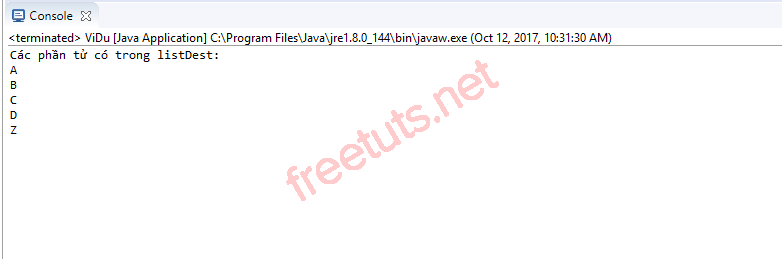 Console
<terminated> ViDu [Java Application] C:\Program Files\Java\jre1.8.0_144\bin\javaw.exe (Oct 12, 2017, 10:31:30 AM)
Các phần tử có trong listDest:
A
B
C
D
Z
freetuts.net